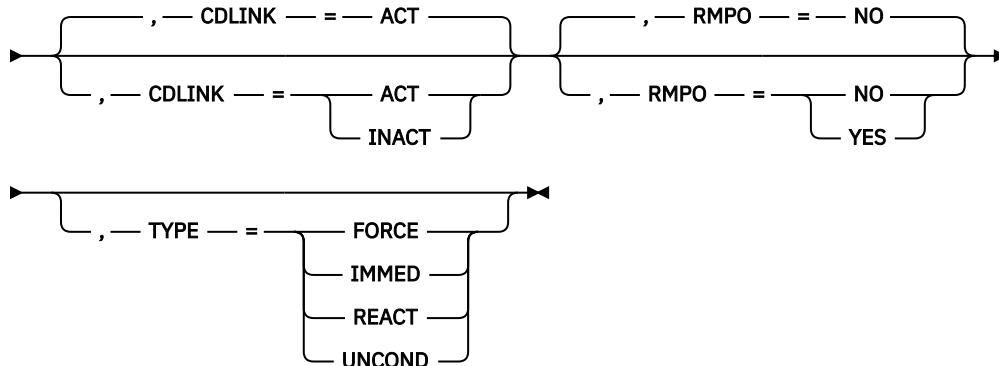 , CDLINK = ACT , RMPO = NO
, CDLINK = ACT , RMPO = NO
INACT YES
, TYPE = FORCE
IMMED
REACT
UNCOND